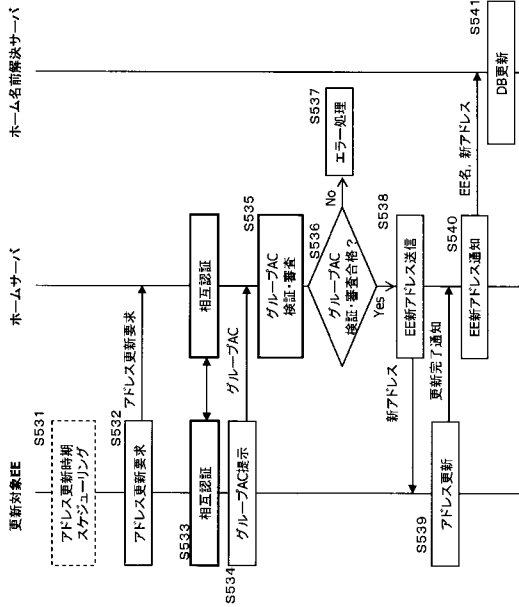 更新対象EE
ホームサーバ
ホーム名前解決サーバ
S531
アドレス更新時期
スケジューリング
S532
アドレス更新要求
アドレス更新要求
S533
相互認証
相互認証
S534
グループAC提示
グループAC
S535
グループAC
検証・審査
S536
グループAC
検証・審査合格?
No
S537
エラー処理
Yes
S538
EE新アドレス送信
新アドレス
S539
アドレス更新
更新完了通知
S540
EE新アドレス通知
EE名, 新アドレス
S541
DB更新